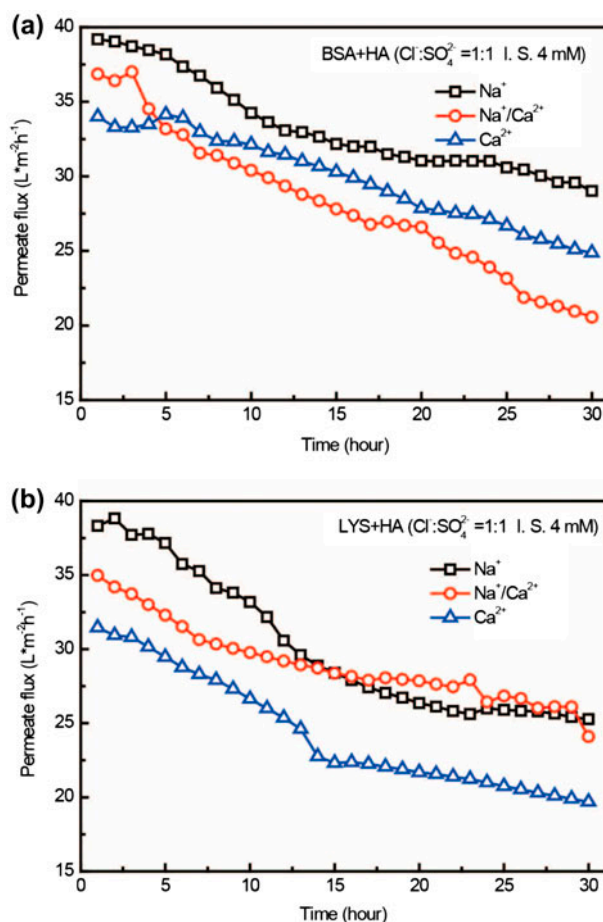 (a)
40
35
30
25
20
15
Permeate flux (L*m⁻²h⁻¹)
BSA+HA (Cl⁻:SO₄²⁻ =1:1 I. S. 4 mM)
Na⁺
Na⁺/Ca²⁺
Ca²⁺
0 5 10 15 20 25 30
Time (hour)
(b)
40
35
30
25
20
15
Permeate flux (L*m⁻²h⁻¹)
LYS+HA (Cl⁻:SO₄²⁻ =1:1 I. S. 4 mM)
Na⁺
Na⁺/Ca²⁺
Ca²⁺
0 5 10 15 20 25 30
Time (hour)